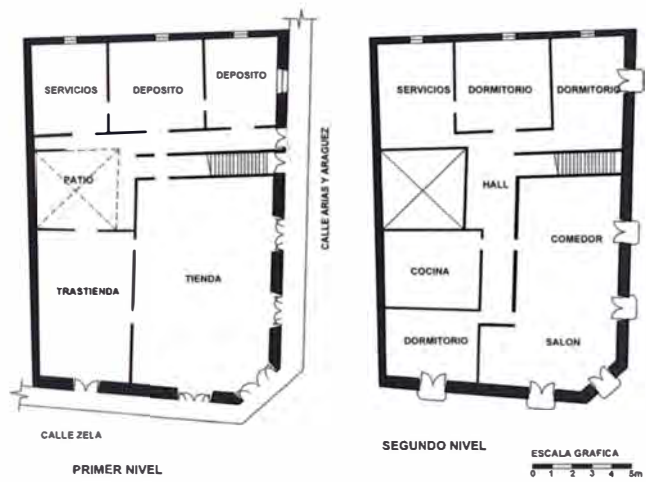 SERVICIOS
DEPOSITO
DEPOSITO
PATIO
TRASTIENDA
TIENDA
CALLE ARIAS Y ARAGUEZ
CALLE ZELA
PRIMER NIVEL
SERVICIOS
DORMITORIO
DORMITORIO
HALL
COMEDOR
COCINA
DORMITORIO
SALON
SEGUNDO NIVEL
ESCALA GRAFICA
0 1 2 3 4 5m